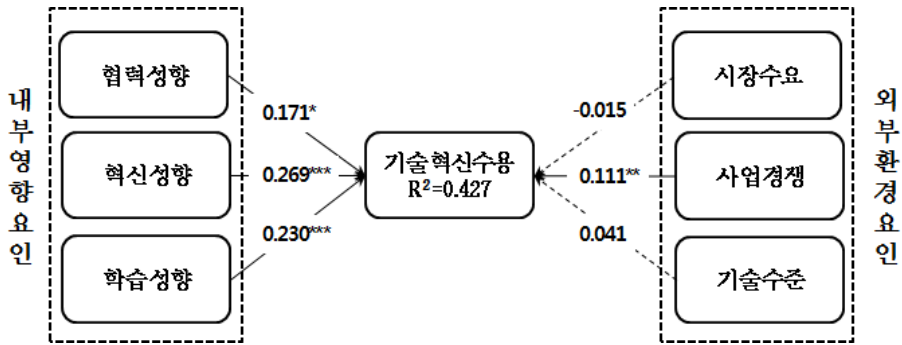 내부영향요인
협력성향
혁신성향
학습성향
0.171*
0.269***
0.230***
기술혁신수용
R²=0.427
-0.015
0.111**
0.041
시장수요
사업경쟁
기술수준
외부환경요인